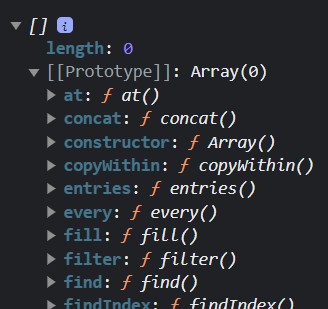 ▼ [] i
length: 0
▼ [[Prototype]]: Array(0)
▶ at: ƒ at()
▶ concat: ƒ concat()
▶ constructor: ƒ Array()
▶ copyWithin: ƒ copyWithin()
▶ entries: ƒ entries()
▶ every: ƒ every()
▶ fill: ƒ fill()
▶ filter: ƒ filter()
▶ find: ƒ find()
▶ findIndex: ƒ findIndex()